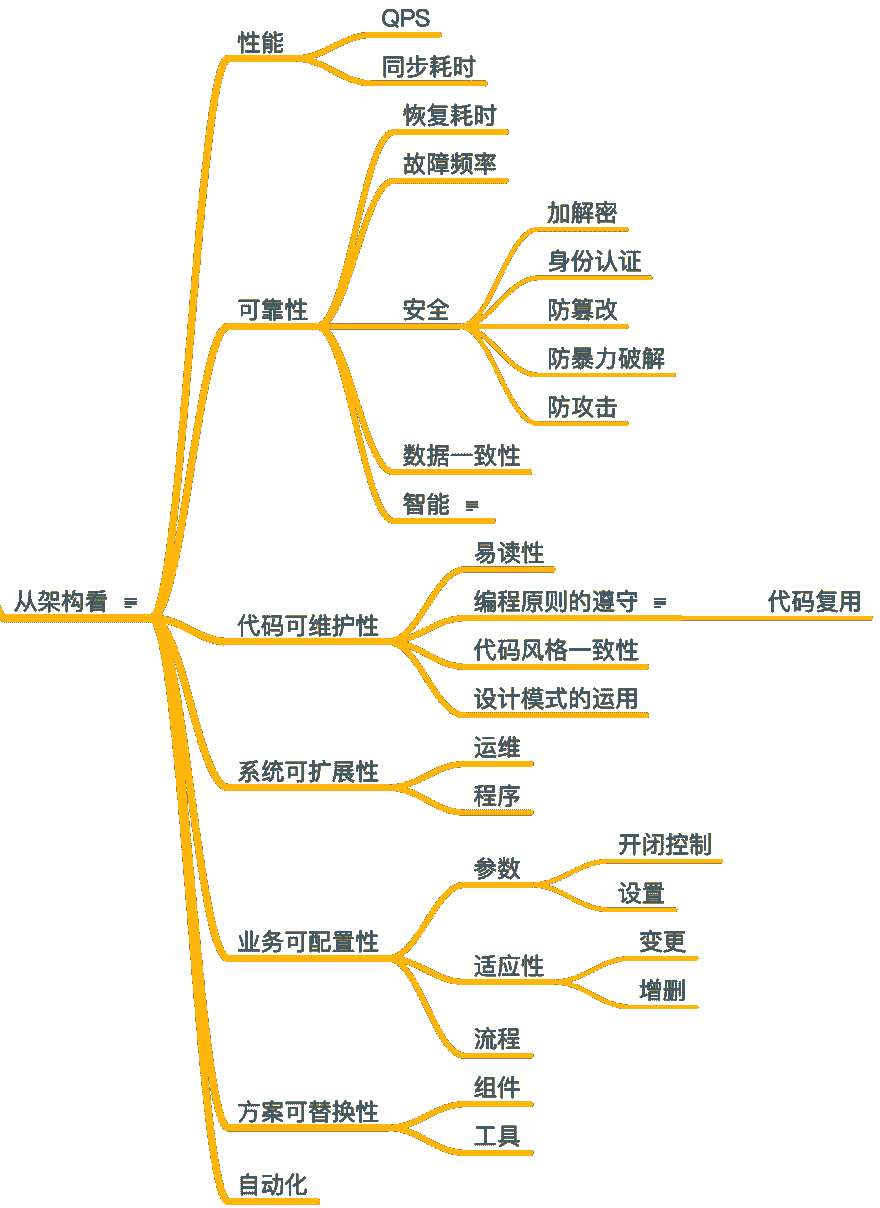 QPS
性能
同步耗时
恢复耗时
故障频率
加解密
身份认证
可靠性
安全
防篡改
防暴力破解
防攻击
数据一致性
智能
易读性
从架构看
编程原则的遵守
代码复用
代码可维护性
代码风格一致性
设计模式的运用
运维
系统可扩展性
程序
开闭控制
参数
设置
业务可配置性
变更
适应性
增删
流程
组件
方案可替换性
工具
自动化